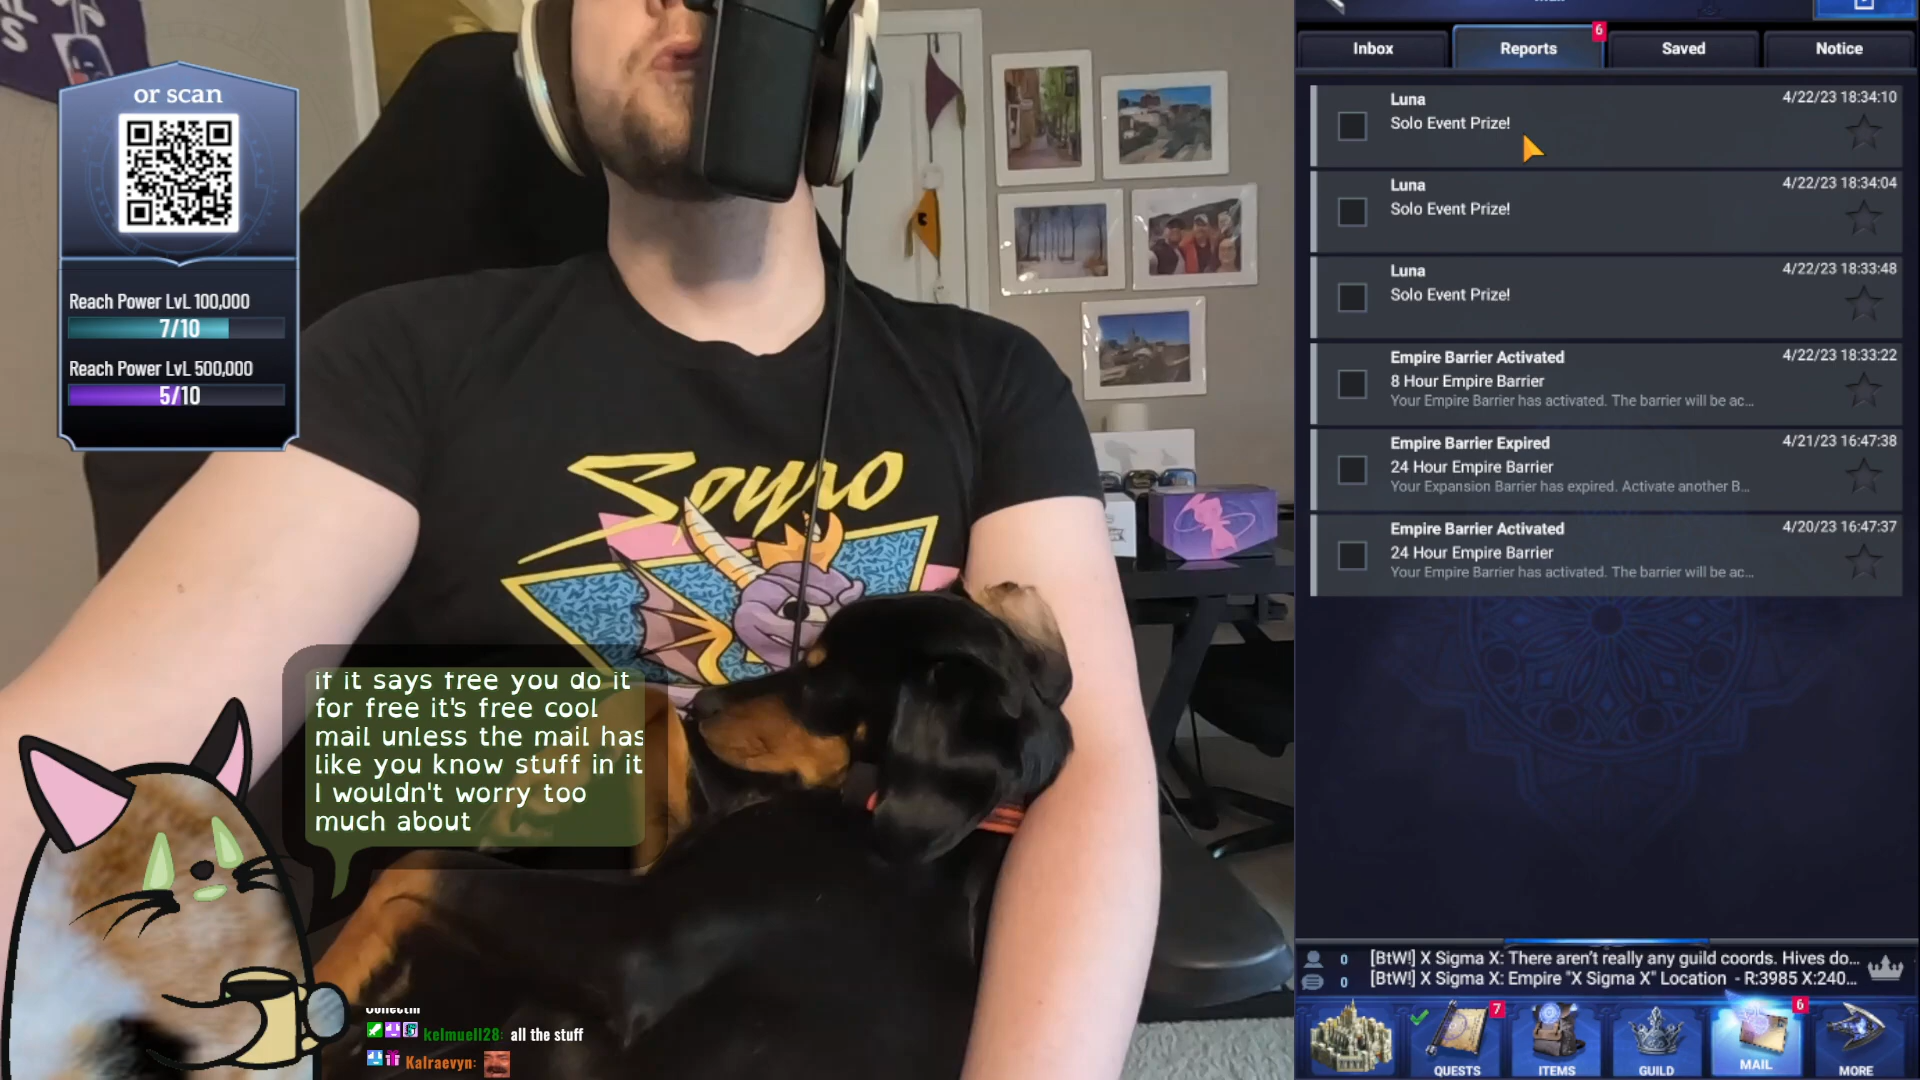 or scan
Reach Power LvL 100,000
7/10
Reach Power LvL 500,000
5/10
Spyro
if it says free you do it
for free it's free cool
mail unless the mail has
like you know stuff in it
I wouldn't worry too
much about
kelmuell28: all the stuff
Kalraevyn:
Inbox
Reports
6
Saved
Notice
Luna
4/22/23 18:34:10
Solo Event Prize!
Luna
4/22/23 18:34:04
Solo Event Prize!
Luna
4/22/23 18:33:48
Solo Event Prize!
Empire Barrier Activated
4/22/23 18:33:22
8 Hour Empire Barrier
Your Empire Barrier has activated. The barrier will be ac...
Empire Barrier Expired
4/21/23 16:47:38
24 Hour Empire Barrier
Your Expansion Barrier has expired. Activate another B...
Empire Barrier Activated
4/20/23 16:47:37
24 Hour Empire Barrier
Your Empire Barrier has activated. The barrier will be ac...
0 [BtW!] X Sigma X: There aren't really any guild coords. Hives do...
0 [BtW!] X Sigma X: Empire "X Sigma X" Location - R:3985 X:240...
7
6
QUESTS
ITEMS
GUILD
MAIL
MORE